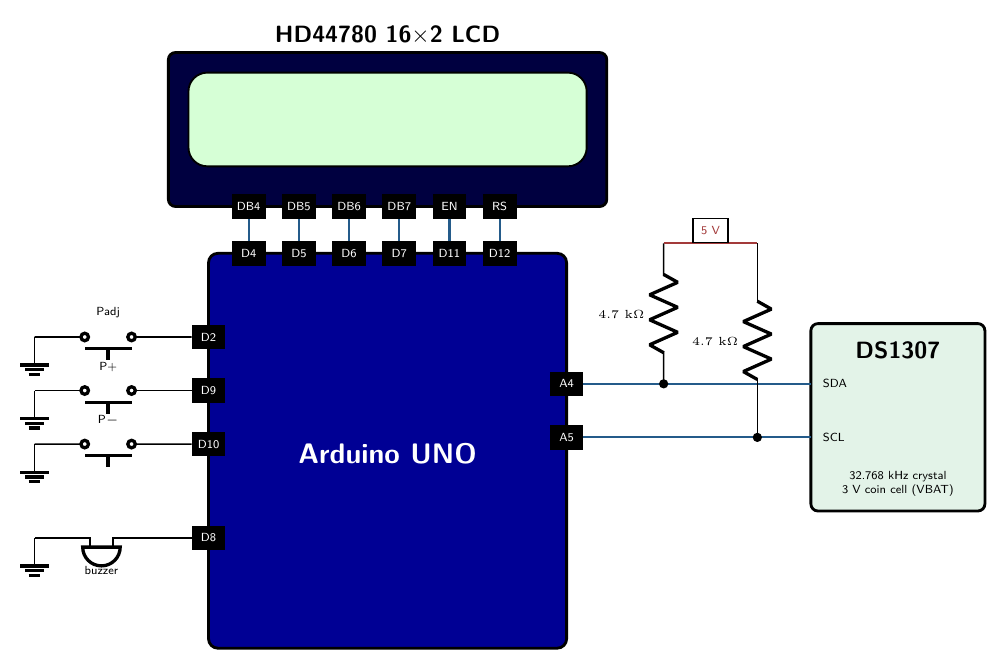 HD44780 16×2 LCD
DB4 DB5 DB6 DB7 EN RS
D4 D5 D6 D7 D11 D12
5 V
Padj
4.7 kΩ
D2
4.7 kΩ
DS1307
P+
A4
SDA
D9
P−
A5
SCL
D10
Arduino UNO
32.768 kHz crystal
3 V coin cell (VBAT)
D8
buzzer